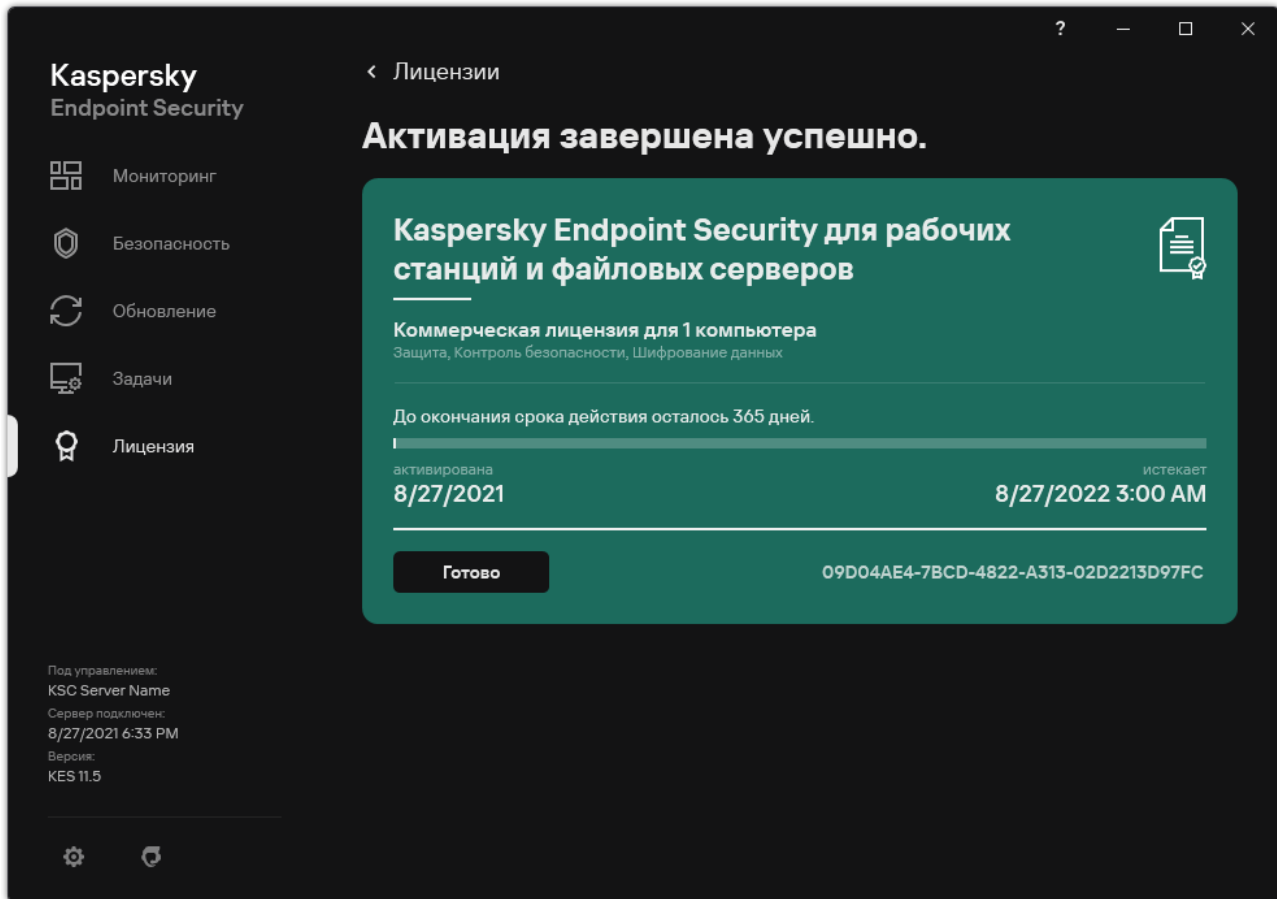 ?
Kaspersky
Endpoint Security
Мониторинг
Безопасность
Обновление
Задачи
Лицензия
Под управлением:
KSC Server Name
Сервер подключен:
8/27/2021 6:33 PM
Версия:
KES 11.5
Лицензии
Активация завершена успешно.
Kaspersky Endpoint Security для рабочих
станций и файловых серверов
Коммерческая лицензия для 1 компьютера
Защита, Контроль безопасности, Шифрование данных
До окончания срока действия осталось 365 дней.
активирована истекает
8/27/2021 8/27/2022 3:00 AM
Готово 09D04AE4-7BCD-4822-A313-02D2213D97FC